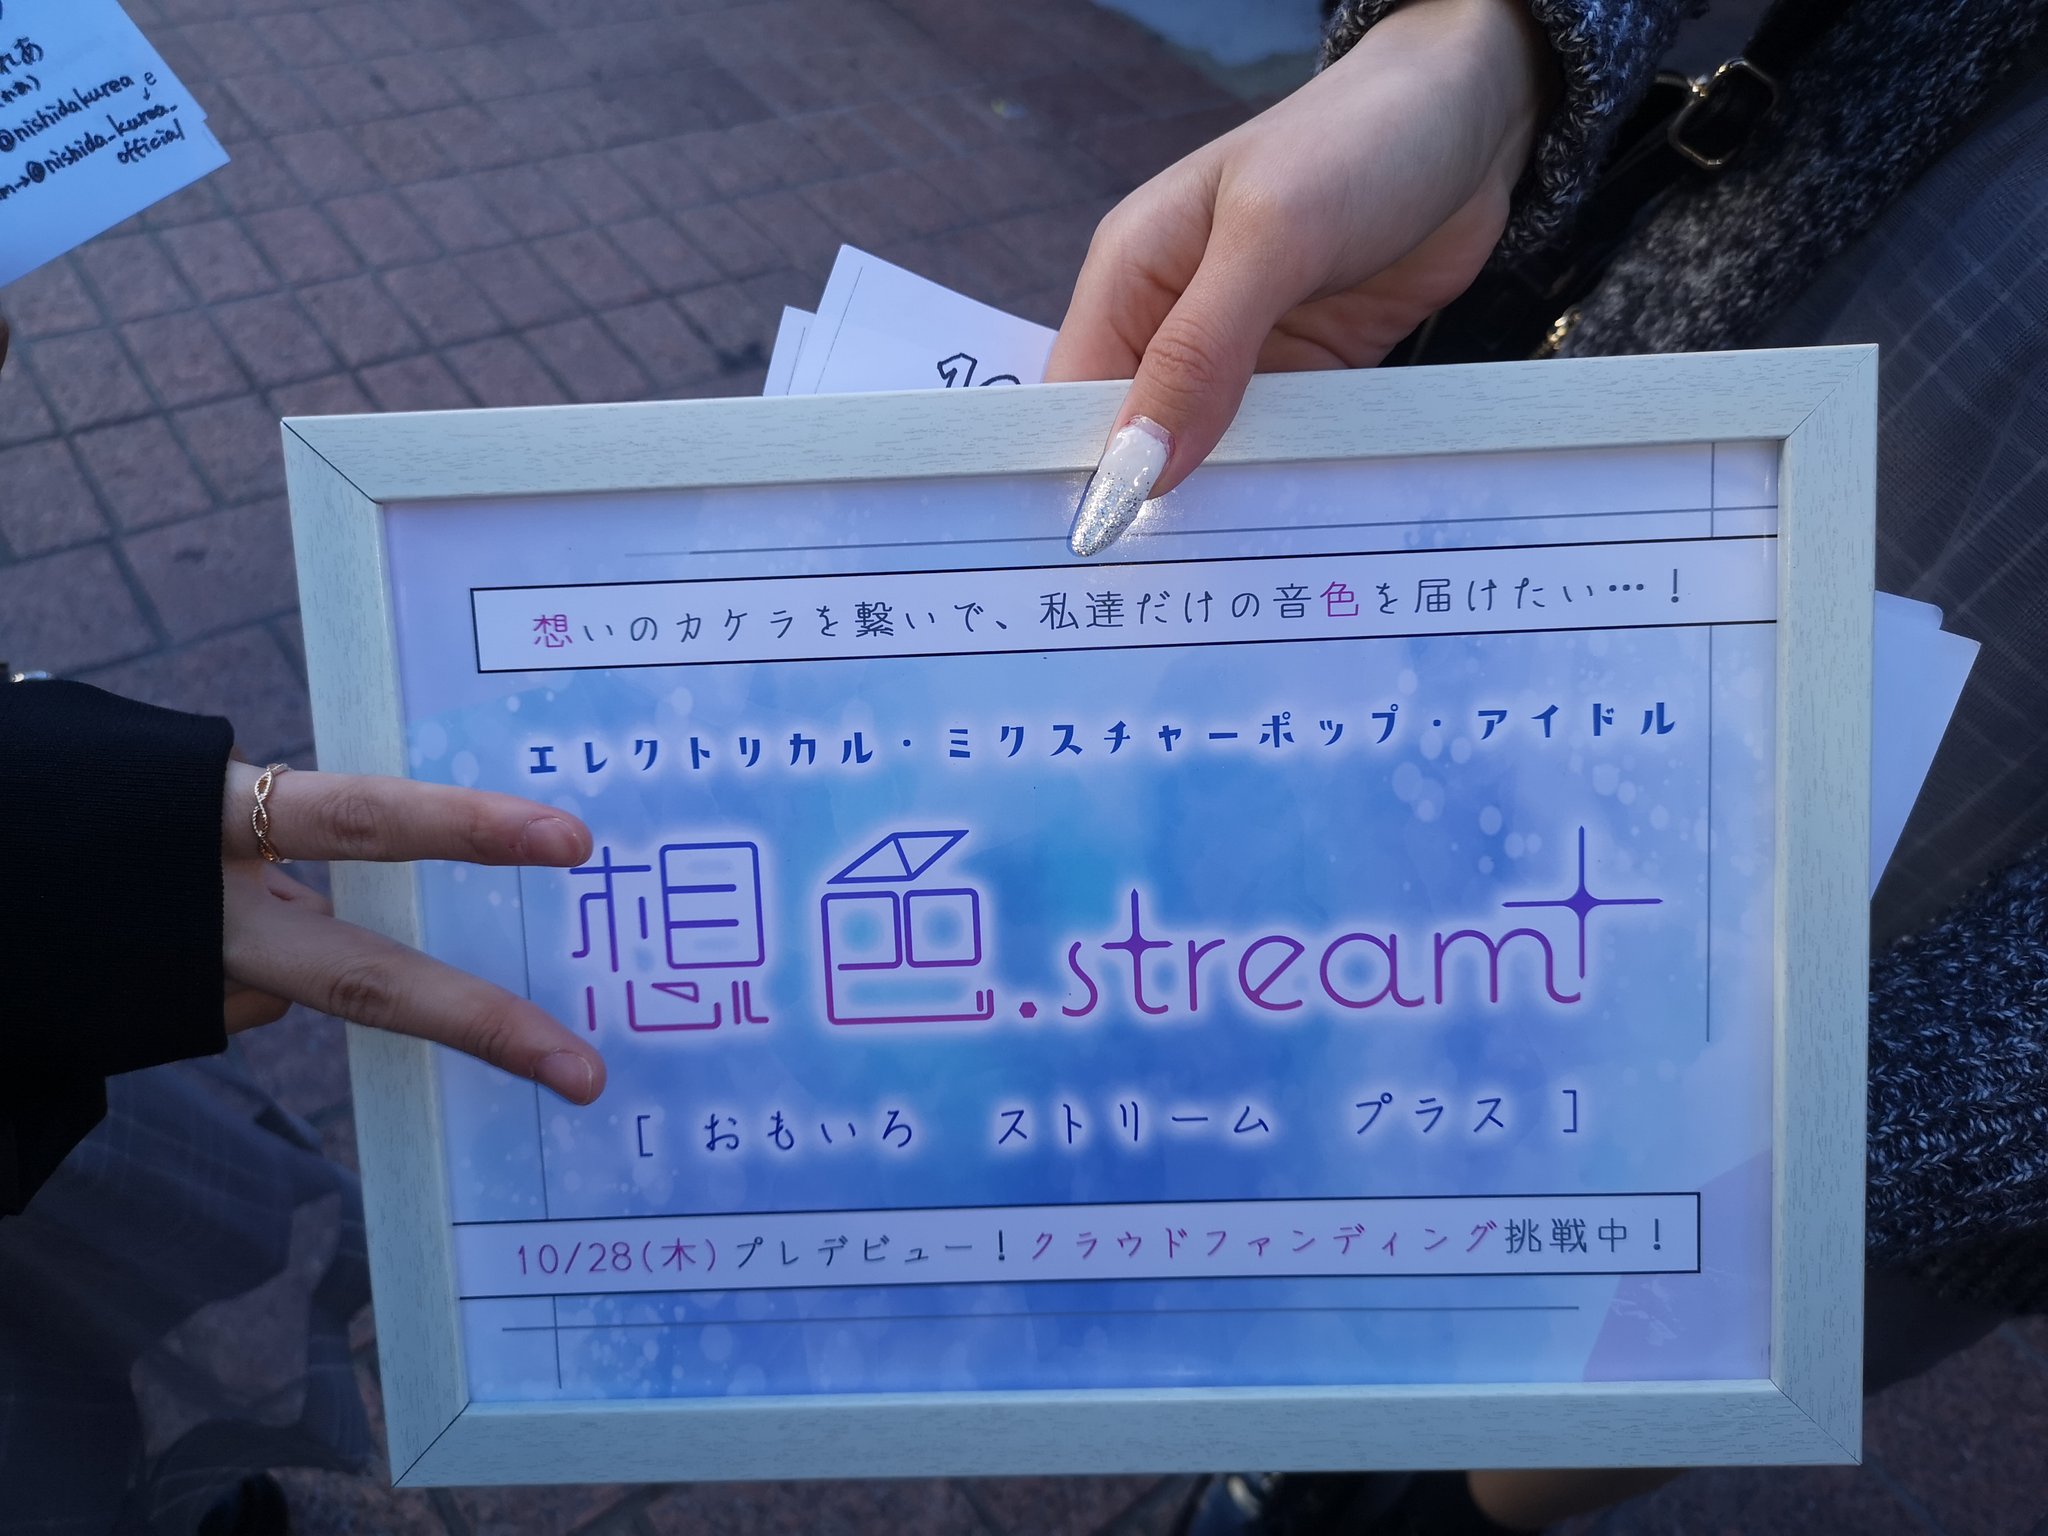 @nishidakurea_e
@nishida_kurea_
official
想いのカケラを繋いで、私達だけの音色を届けたい…！
エレクトリカル・ミクスチャーポップ・アイドル
想色.stream+
[ おもいろ ストリーム プラス ]
10/28(木)プレデビュー！クラウドファンディング挑戦中！